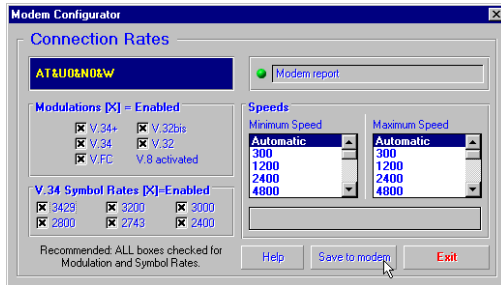 Modem Configurator
Connection Rates
AT&U0&N0&W
Modem report
Modulations [X] = Enabled
V.34+ V.32bis
V.34 V.32
V.FC V.8 activated
Speeds
Minimum Speed Maximum Speed
Automatic Automatic
300 300
1200 1200
2400 2400
4800 4800
V.34 Symbol Rates [X]=Enabled
3429 3200 3000
2800 2743 2400
Recommended: ALL boxes checked for
Modulation and Symbol Rates.
Help Save to modem Exit